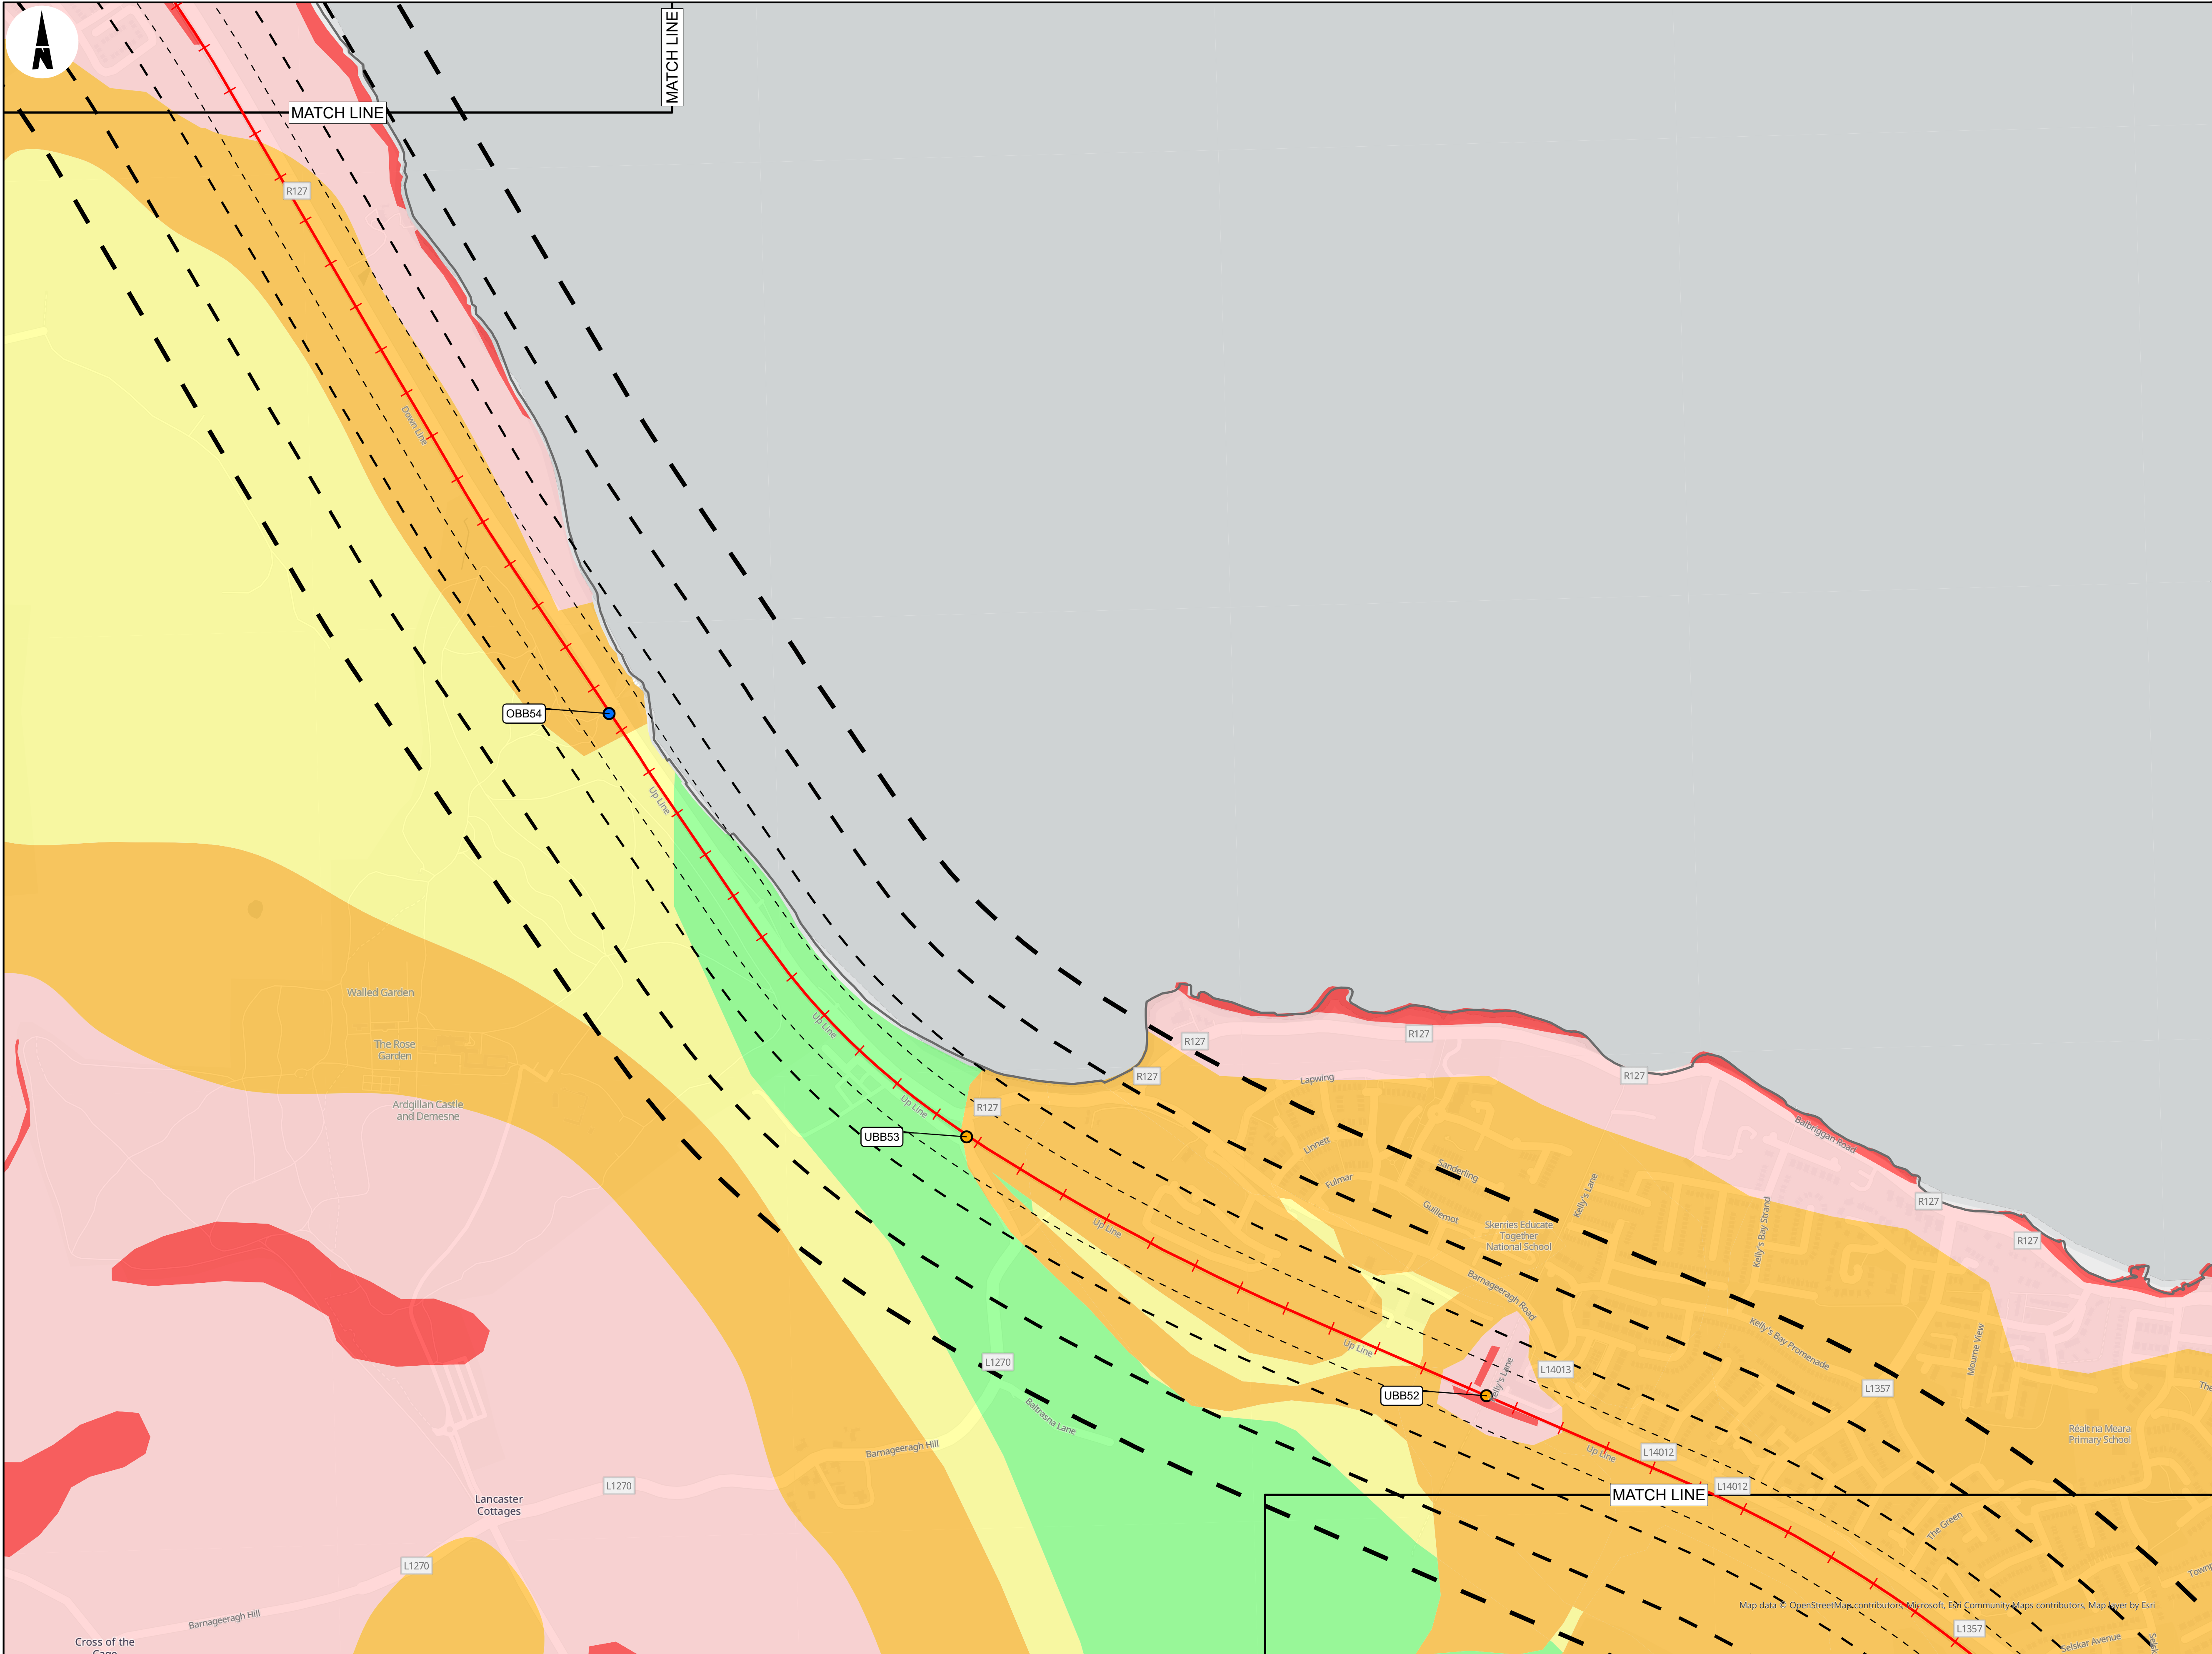 N
MATCH LINE
MATCH LINE
R127
Down Line
OBB54
Up Line
Walled Garden
The Rose
Garden
Ardgillan Castle
and Demesne
Up Line
Up Line
UBB53
R127
R127
R127
R127
R127
Lapwing
Linnett
Fulmar
Sanderling
Guillemot
Kelly's Lane
Skerries Educate
Together
National School
Balbriggan Road
Kelly's Bay Strand
R127
R127
Up Line
Barnageeragh Road
Kelly's Bay Promenade
Mourne View
Up Line
L1270
L14013
UBB52
elly's Lane
L1357
The
Baltrasna Lane
Barnageeragh Hill
Réalt na Meara
Primary School
Up Line
L14012
L14012
L1270
MATCH LINE
Lancaster
Cottages
The Green
L1270
Townp
Barnageeragh Hill
Map data © OpenStreetMap contributors, Microsoft, Esri Community Maps contributors, Map layer by Esri
L1357
Selskar Avenue
Cross of the
Cage